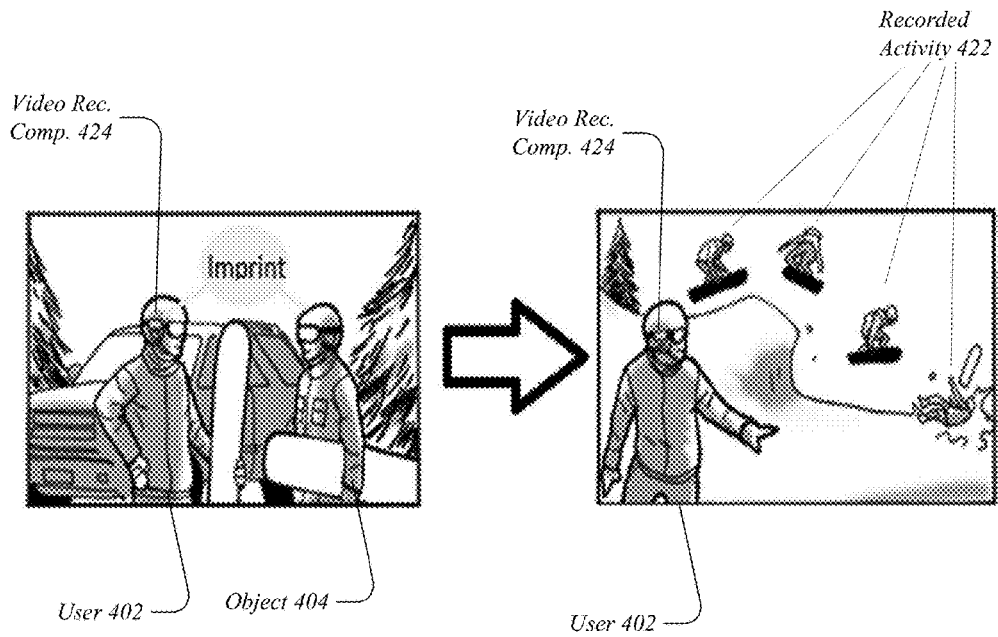 Recorded
Activity 422
Video Rec.
Comp. 424
Video Rec.
Comp. 424
Imprint
User 402
Object 404
User 402